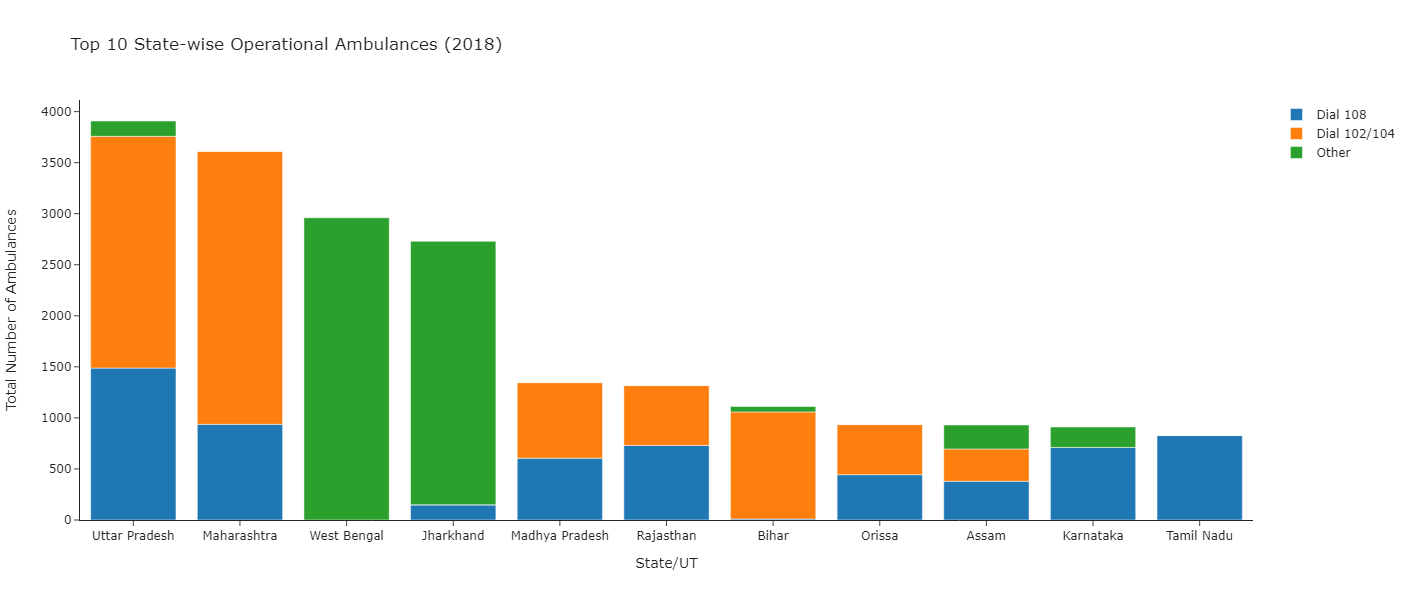 Top 10 State-wise Operational Ambulances (2018)
Dial 108
Dial 102/104
Other
Total Number of Ambulances
4000
3500
3000
2500
2000
1500
1000
500
0
Uttar Pradesh Maharashtra West Bengal Jharkhand Madhya Pradesh Rajasthan Bihar Orissa Assam Karnataka Tamil Nadu
State/UT